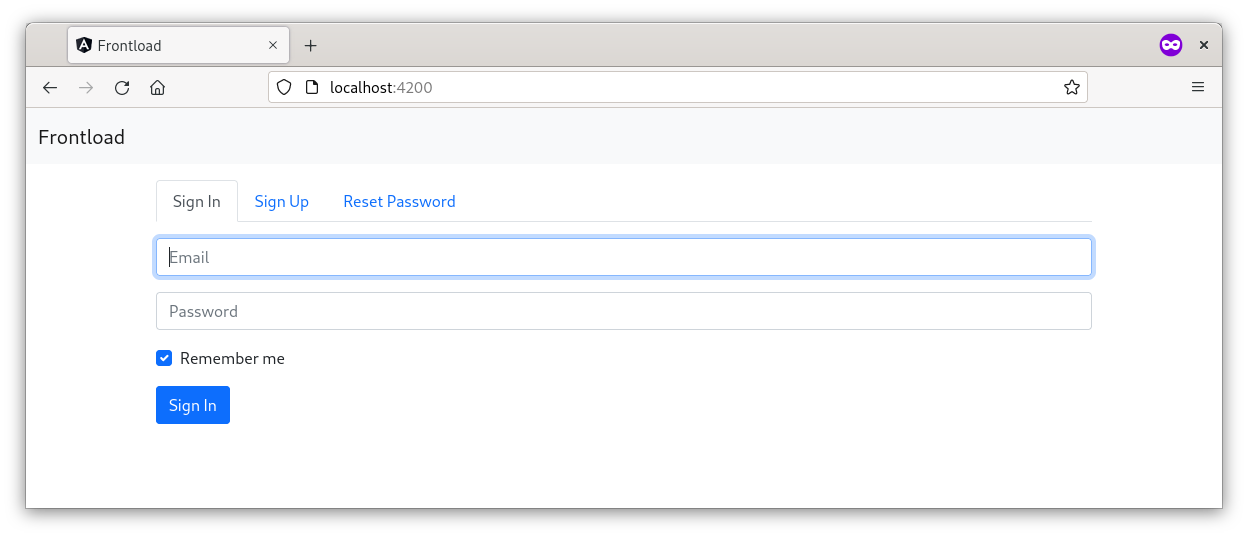 Frontload
localhost:4200
Frontload
Sign In Sign Up Reset Password
Email
Password
Remember me
Sign In